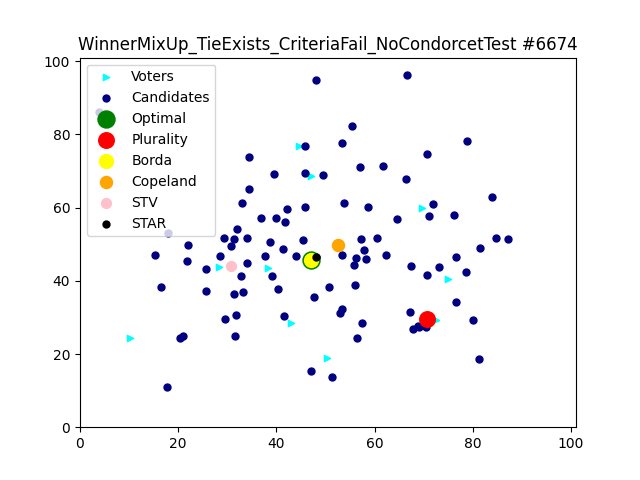 WinnerMixUp_TieExists_CriteriaFail_NoCondorcetTest #6674
100
80
60
40
20
0
Voters
Candidates
Optimal
Plurality
Borda
Copeland
STV
STAR
0 20 40 60 80 100